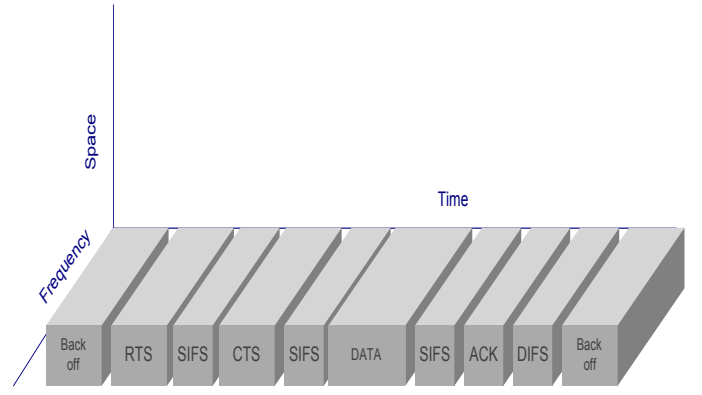 Space
Time
Frequency
Back
off
RTS
SIFS
CTS
SIFS
DATA
SIFS
ACK
DIFS
Back
off